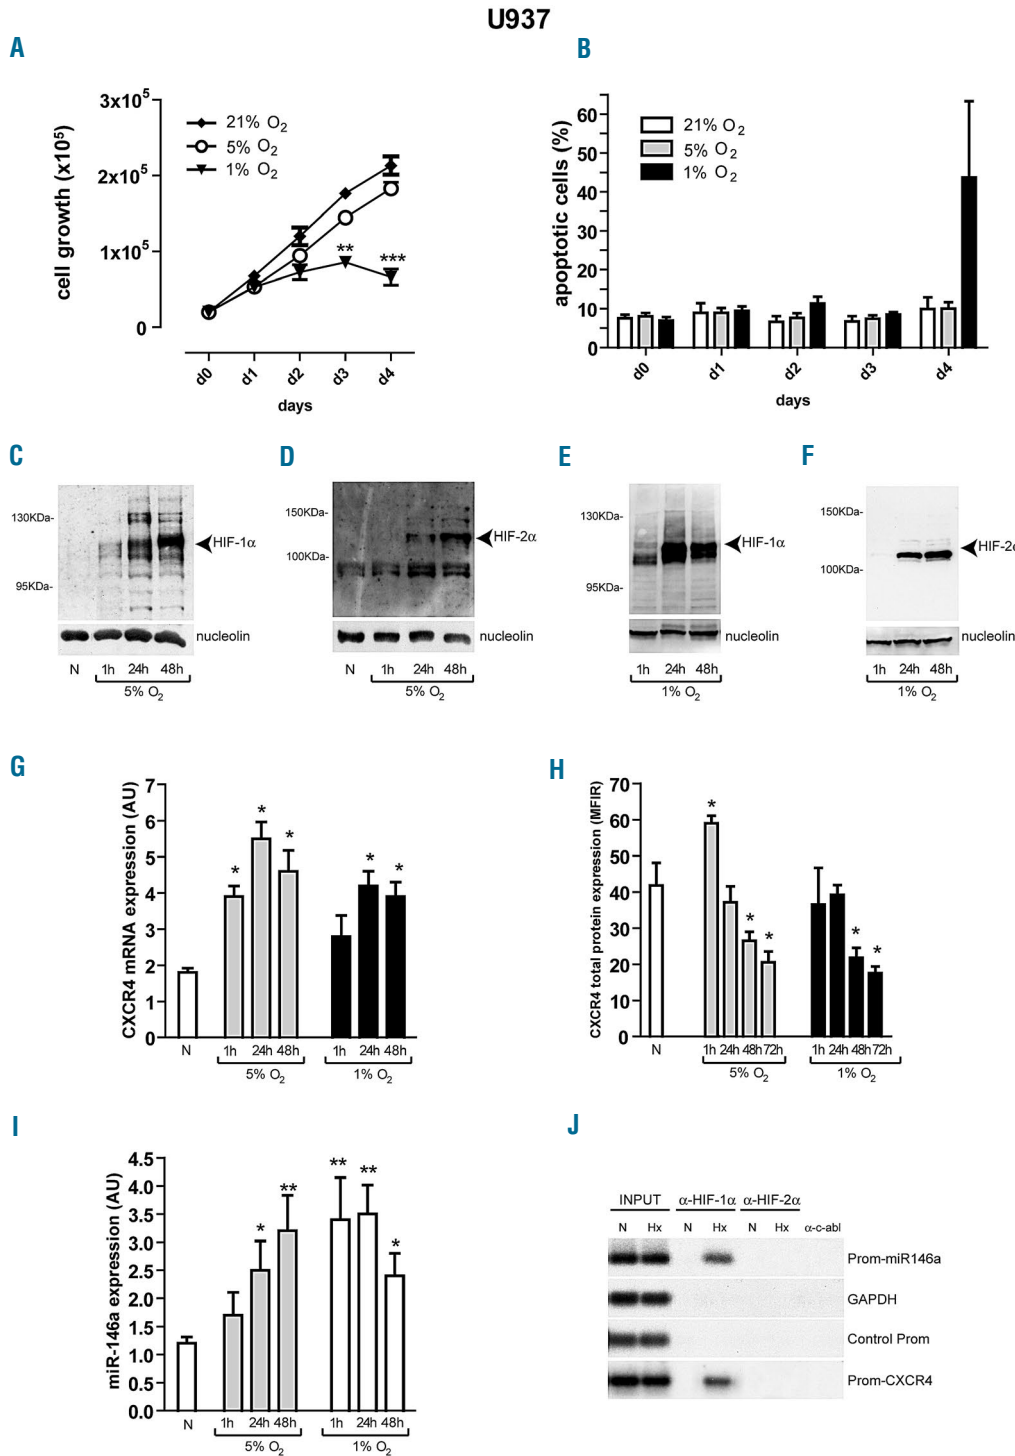 U937
A
3x10⁵
2x10⁵
1x10⁵
0
cell growth (x10⁵)
21% O₂
5% O₂
1% O₂
**
***
d0 d1 d2 d3 d4
days
B
60
50
40
30
20
10
0
apoptotic cells (%)
21% O₂
5% O₂
1% O₂
d0 d1 d2 d3 d4
days
C
130KDa-
95KDa-
HIF-1α
nucleolin
N 1h 24h 48h
5% O₂
D
150KDa-
100KDa-
HIF-2α
nucleolin
N 1h 24h 48h
5% O₂
E
130KDa-
95KDa-
HIF-1α
nucleolin
1h 24h 48h
1% O₂
F
150KDa-
100KDa-
HIF-2α
nucleolin
1h 24h 48h
1% O₂
G
7
6
5
4
3
2
1
0
CXCR4 mRNA expression (AU)
* * * * *
N 1h 24h 48h 1h 24h 48h
5% O₂ 1% O₂
H
70
60
50
40
30
20
10
0
CXCR4 total protein expression (MFIR)
* * * * *
N 1h 24h 48h 72h 1h 24h 48h 72h
5% O₂ 1% O₂
I
4.5
4.0
3.5
3.0
2.5
2.0
1.5
1.0
0.5
0.0
miR-146a expression (AU)
* ** ** ** *
N 1h 24h 48h 1h 24h 48h
5% O₂ 1% O₂
J
INPUT α-HIF-1α α-HIF-2α
N Hx N Hx N Hx α-c-abl
Prom-miR146a
GAPDH
Control Prom
Prom-CXCR4